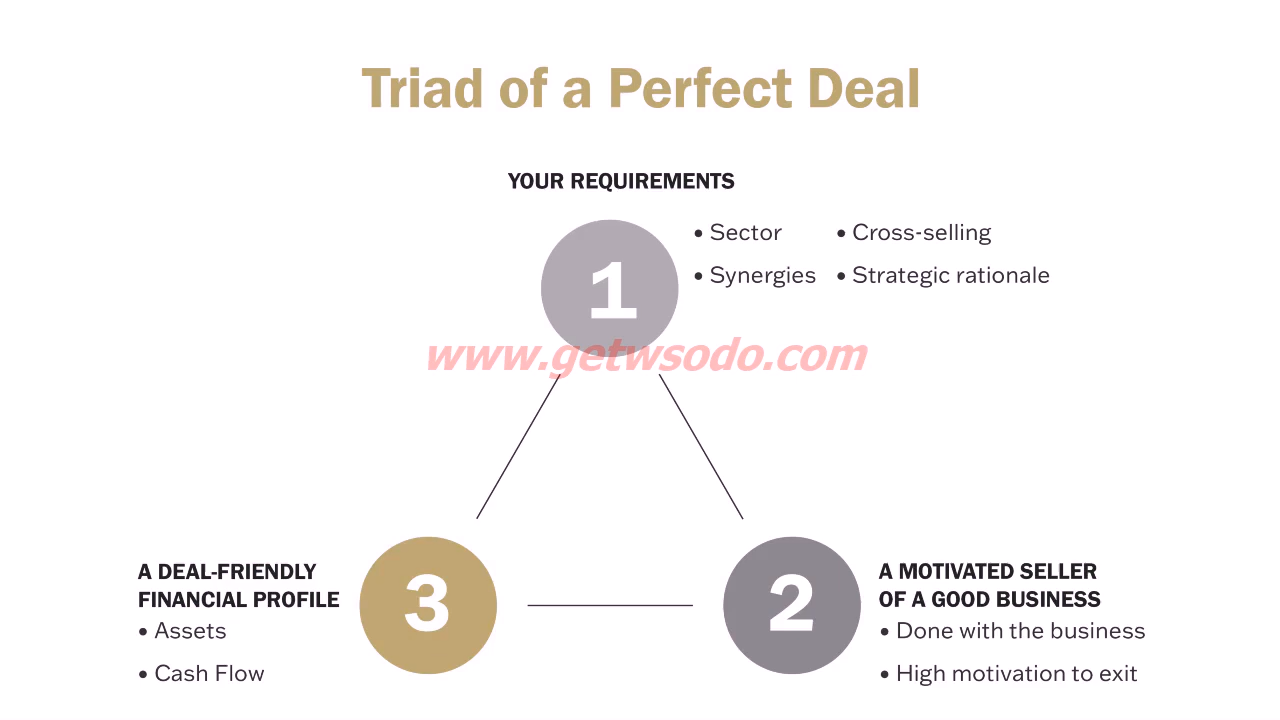 Triad of a Perfect Deal
YOUR REQUIREMENTS
1
• Sector
• Cross-selling
• Synergies
• Strategic rationale
www.getwsodo.com
A DEAL-FRIENDLY
FINANCIAL PROFILE
• Assets
• Cash Flow
3
2
A MOTIVATED SELLER
OF A GOOD BUSINESS
• Done with the business
• High motivation to exit